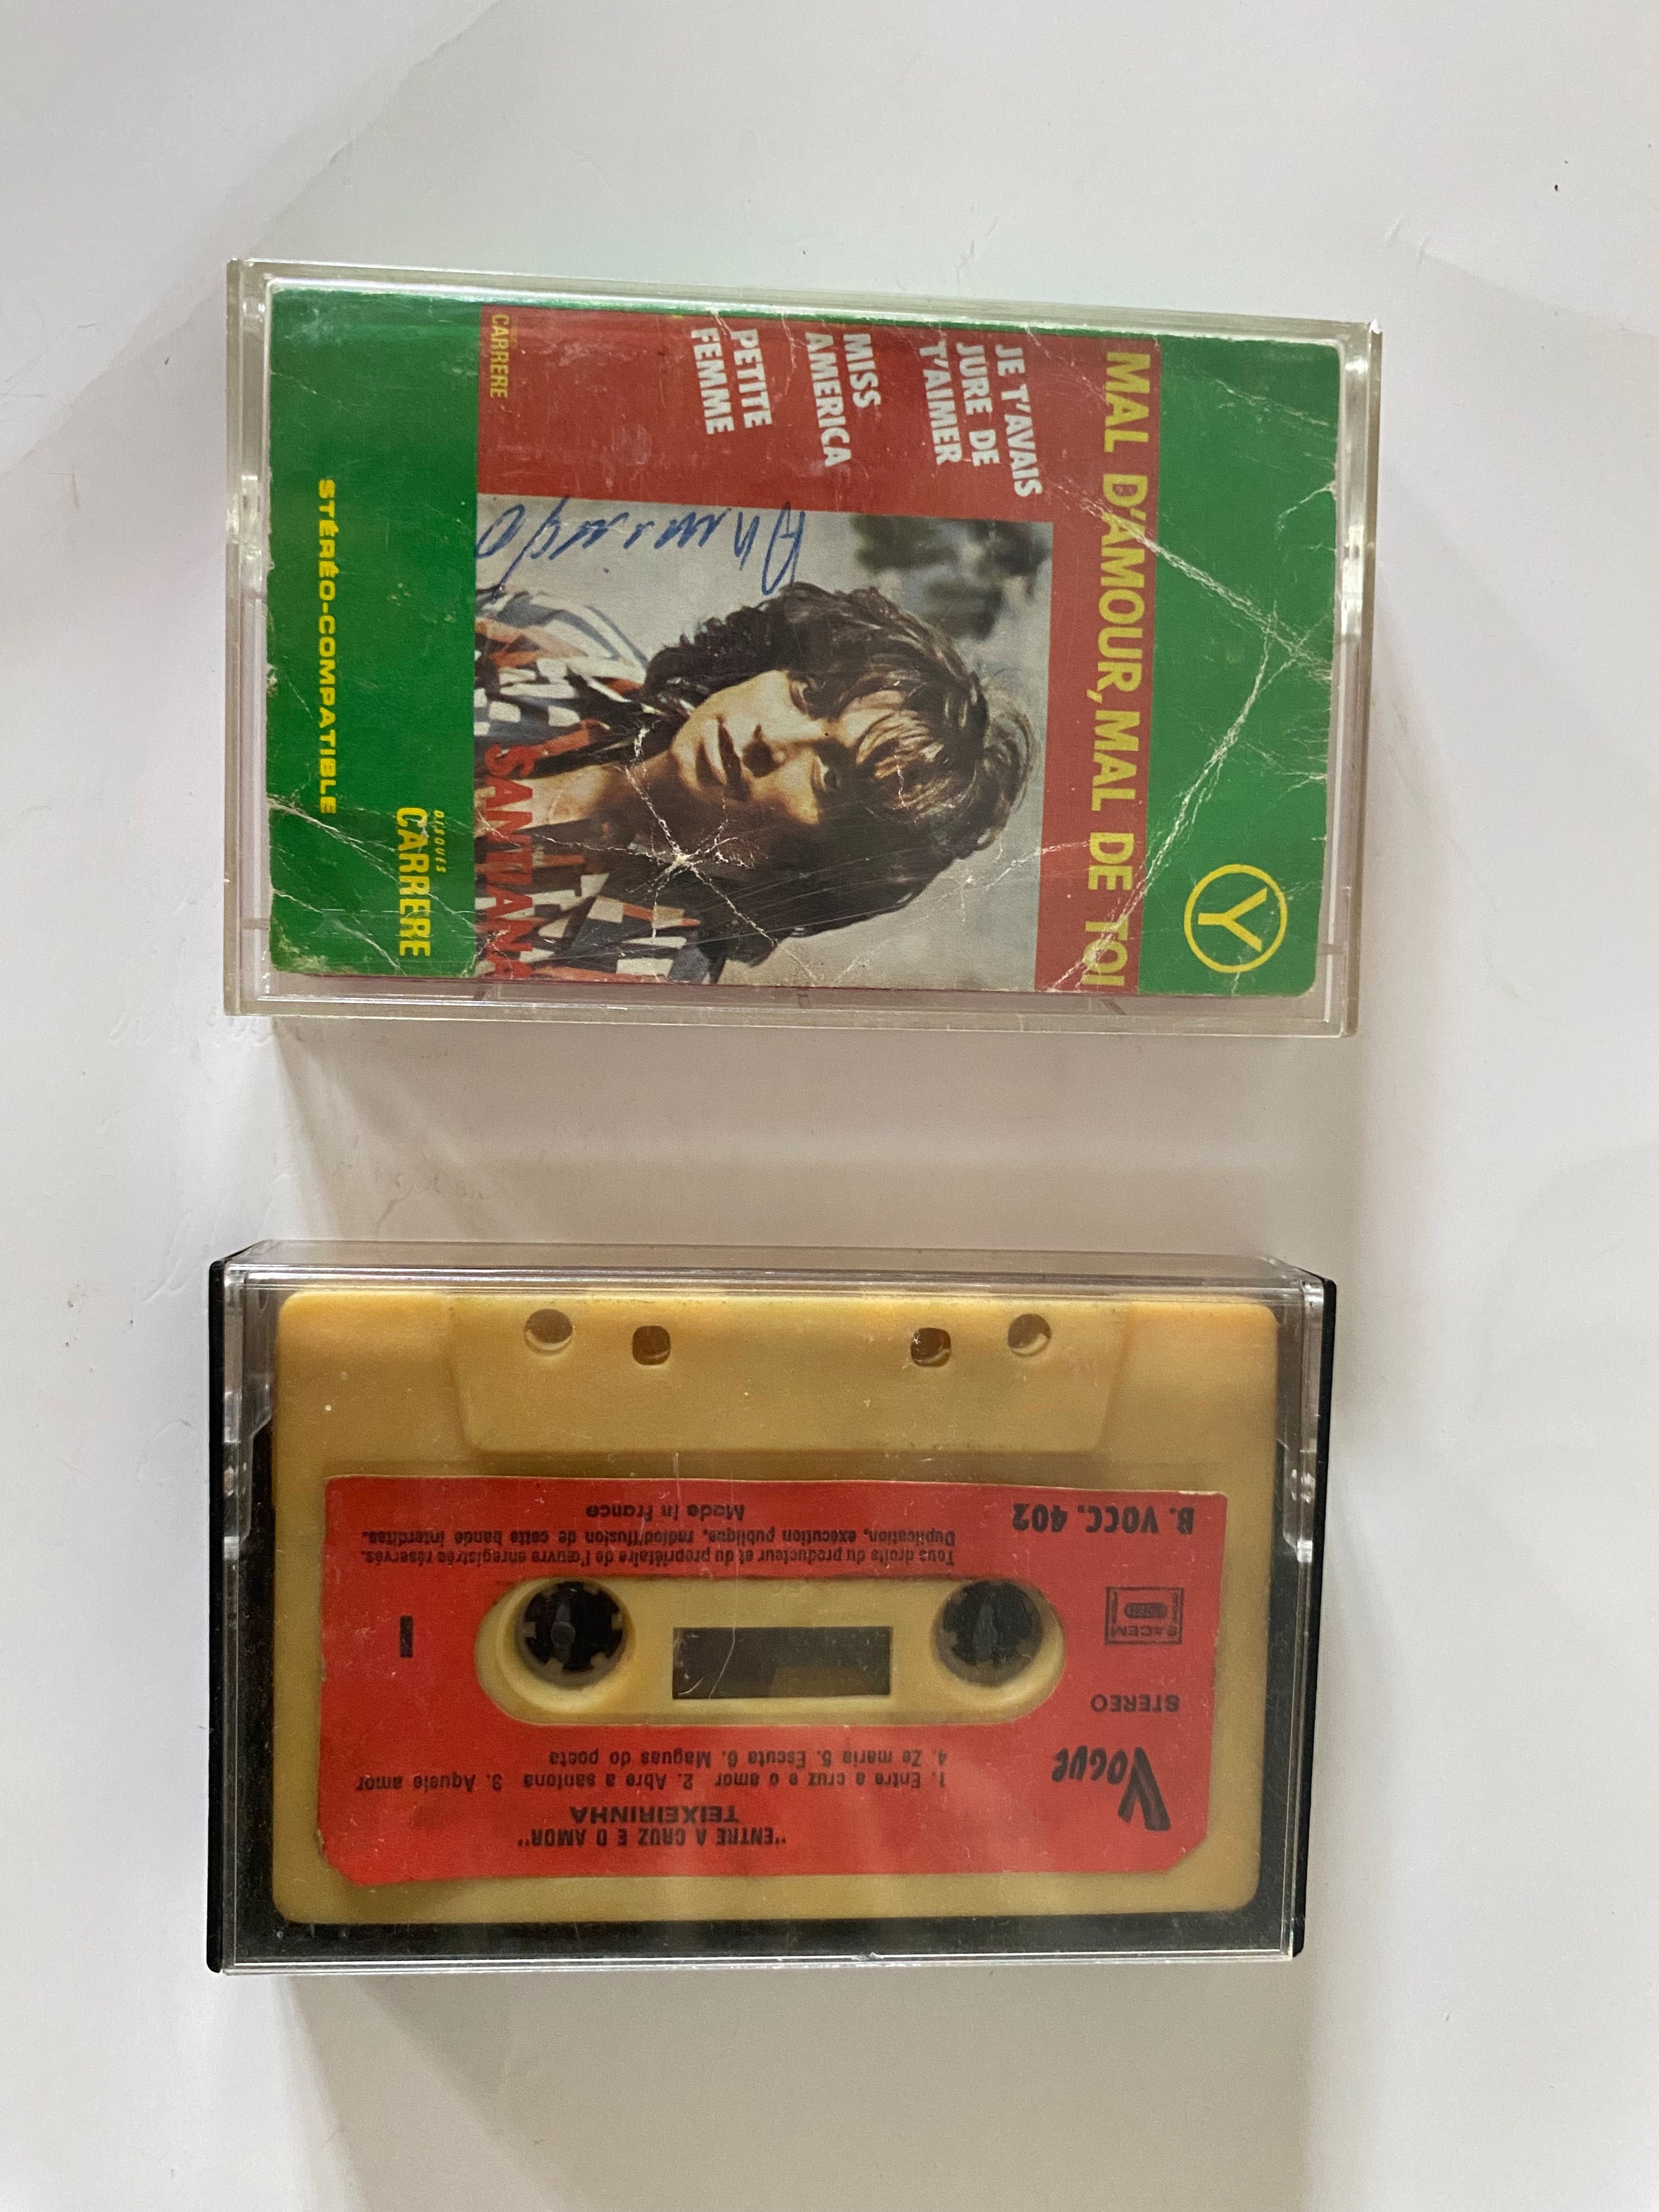 Y
MAL D'AMOUR, MAL DE TOI
JE T'AVAIS
JURE DE
T'AIMER
MISS
AMERICA
PETITE
FEMME
CARRERE
SANTIANA
DISQUES
CARRERE
STÉRÉO-COMPATIBLE
"ENTRE A CRUZ E O AMOR"
TEIXEIRINHA
1. Entre a cruz e o amor 2. Abre a sanfona 3. Aquele amor
4. Ze maria 5. Escuta 6. Maguas do poeta
VOGUE
STEREO
SACEM
I
Tous droits du producteur et du propriétaire de l'œuvre enregistrée réservés.
Duplication, exécution publique, radiodiffusion de cette bande interdites.
Made in France
B. VOCC. 402